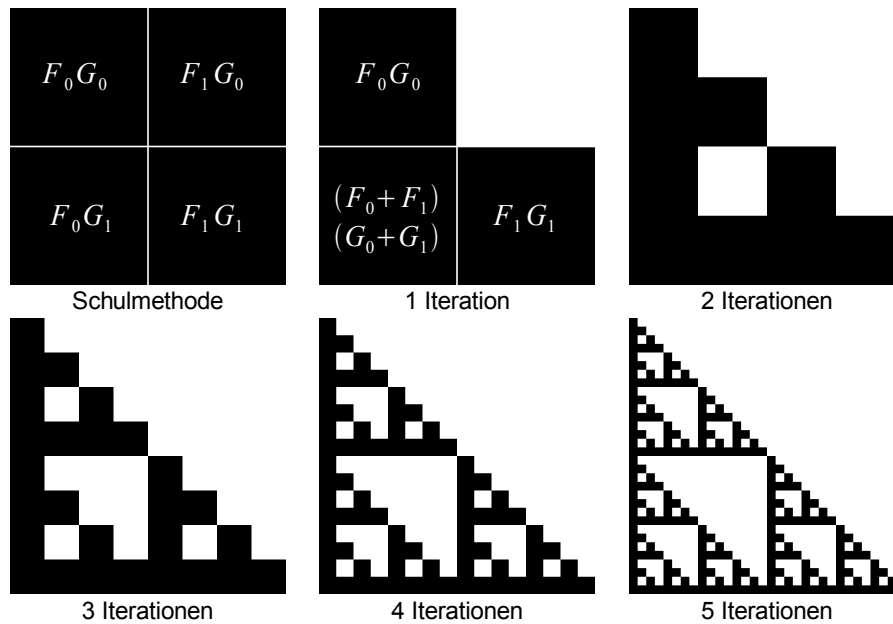 F₀G₀ F₁G₀
F₀G₁ F₁G₁
Schulmethode
F₀G₀
(F₀+F₁)
(G₀+G₁)
F₁G₁
1 Iteration
2 Iterationen
3 Iterationen
4 Iterationen
5 Iterationen